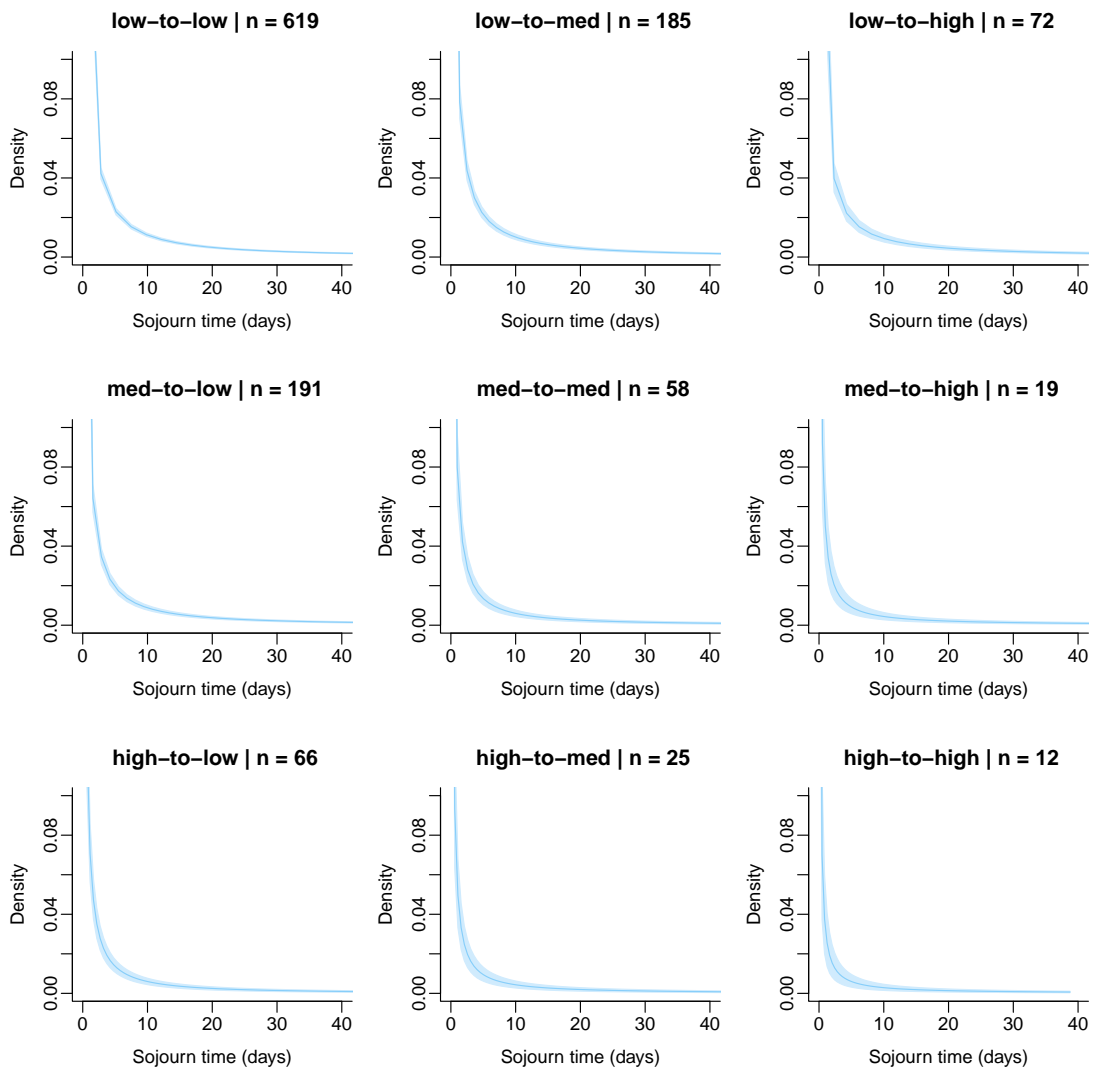 low−to−low | n = 619
low−to−med | n = 185
low−to−high | n = 72
Density
0.00 0.04 0.08
0 10 20 30 40
Sojourn time (days)
Density
0.00 0.04 0.08
0 10 20 30 40
Sojourn time (days)
Density
0.00 0.04 0.08
0 10 20 30 40
Sojourn time (days)
med−to−low | n = 191
med−to−med | n = 58
med−to−high | n = 19
Density
0.00 0.04 0.08
0 10 20 30 40
Sojourn time (days)
Density
0.00 0.04 0.08
0 10 20 30 40
Sojourn time (days)
Density
0.00 0.04 0.08
0 10 20 30 40
Sojourn time (days)
high−to−low | n = 66
high−to−med | n = 25
high−to−high | n = 12
Density
0.00 0.04 0.08
0 10 20 30 40
Sojourn time (days)
Density
0.00 0.04 0.08
0 10 20 30 40
Sojourn time (days)
Density
0.00 0.04 0.08
0 10 20 30 40
Sojourn time (days)